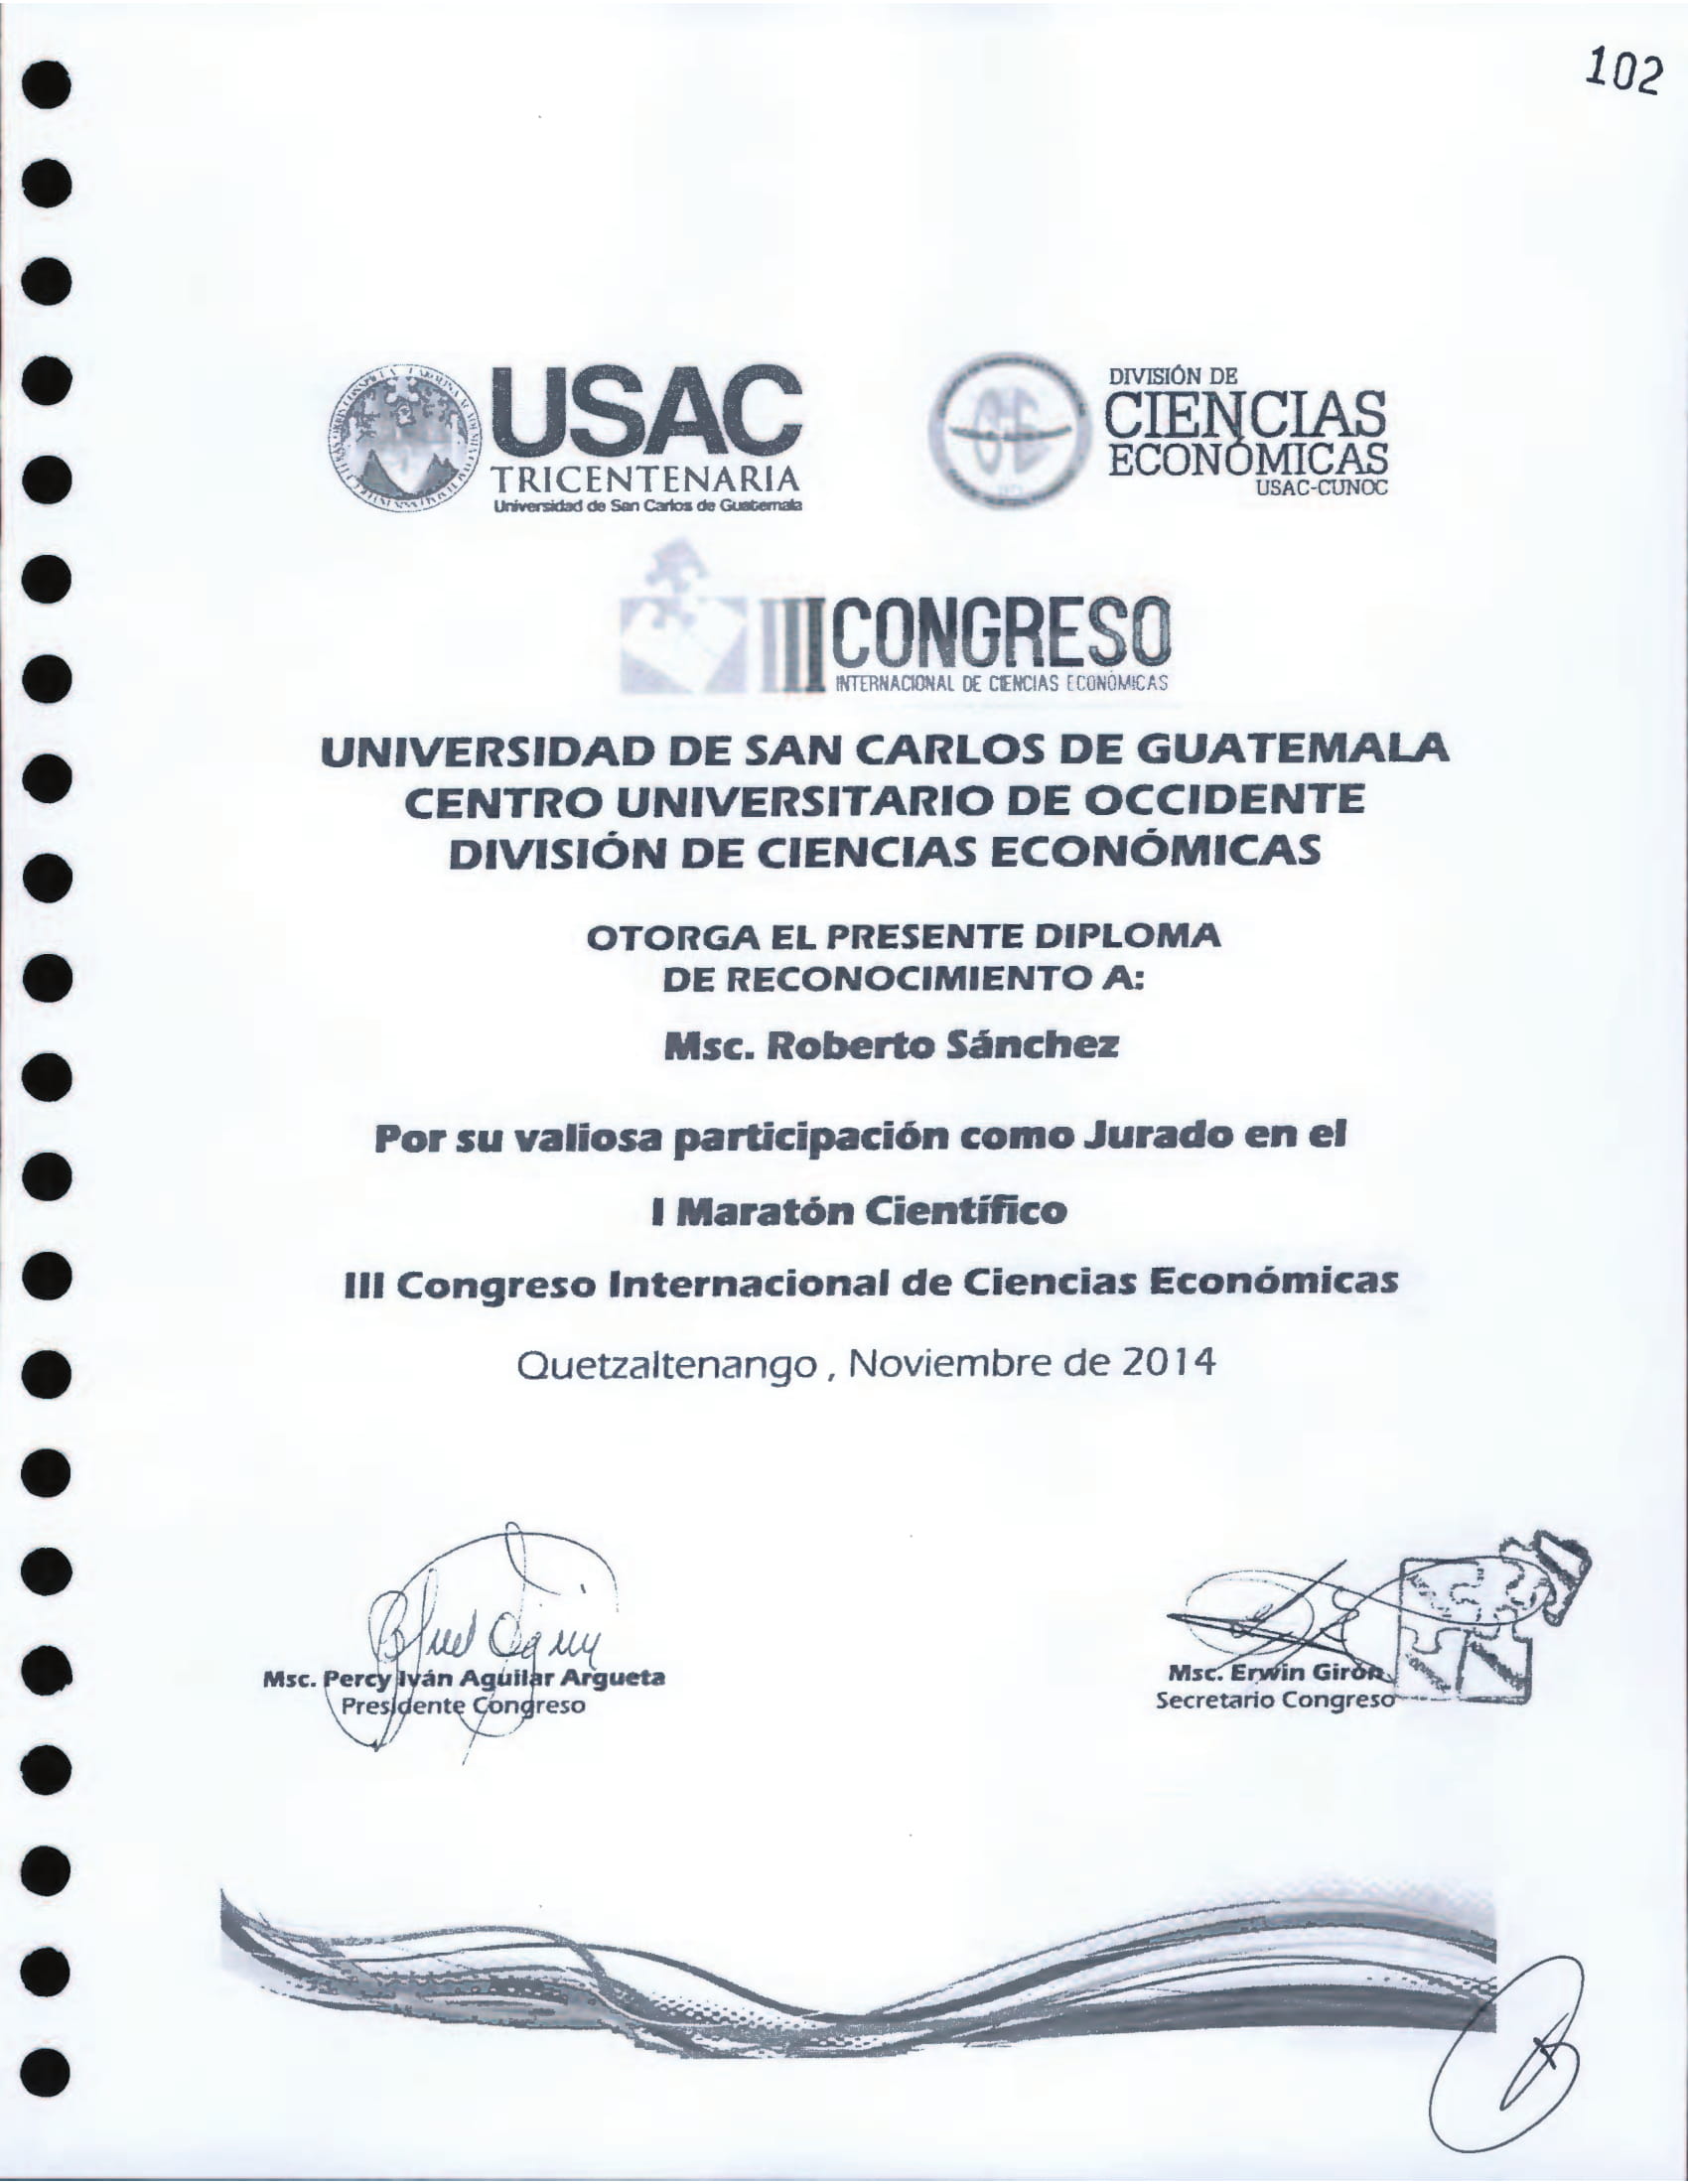 102
USAC
TRICENTENARIA
Universidad de San Carlos de Guatemala
DIVISIÓN DE
CIENCIAS
ECONÓMICAS
USAC-CUNOC
III CONGRESO
INTERNACIONAL DE CIENCIAS ECONÓMICAS
UNIVERSIDAD DE SAN CARLOS DE GUATEMALA
CENTRO UNIVERSITARIO DE OCCIDENTE
DIVISIÓN DE CIENCIAS ECONÓMICAS
OTORGA EL PRESENTE DIPLOMA
DE RECONOCIMIENTO A:
Msc. Roberto Sánchez
Por su valiosa participación como Jurado en el
I Maratón Científico
III Congreso Internacional de Ciencias Económicas
Quetzaltenango , Noviembre de 2014
Msc. Percy Iván Aguilar Argueta
Presidente Congreso
Msc. Erwin Girón
Secretario Congreso